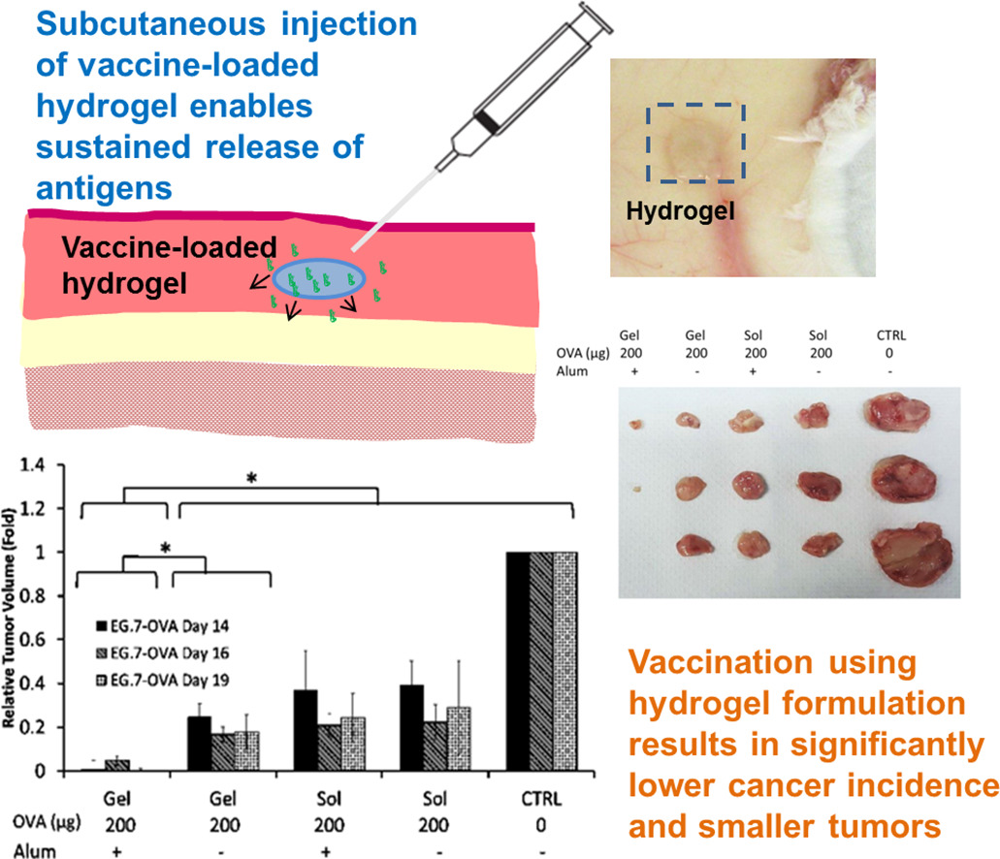 Subcutaneous injection
of vaccine-loaded
hydrogel enables
sustained release of
antigens
Vaccine-loaded
hydrogel
Hydrogel
Gel Gel Sol Sol CTRL
OVA (µg) 200 200 200 200 0
Alum + - + - -
1.4
1.2
1
0.8
0.6
0.4
0.2
0
Relative Tumor Volume (Fold)
*
*
EG.7-OVA Day 14
EG.7-OVA Day 16
EG.7-OVA Day 19
Gel Gel Sol Sol CTRL
OVA (µg) 200 200 200 200 0
Alum + - + - -
Vaccination using
hydrogel formulation
results in significantly
lower cancer incidence
and smaller tumors